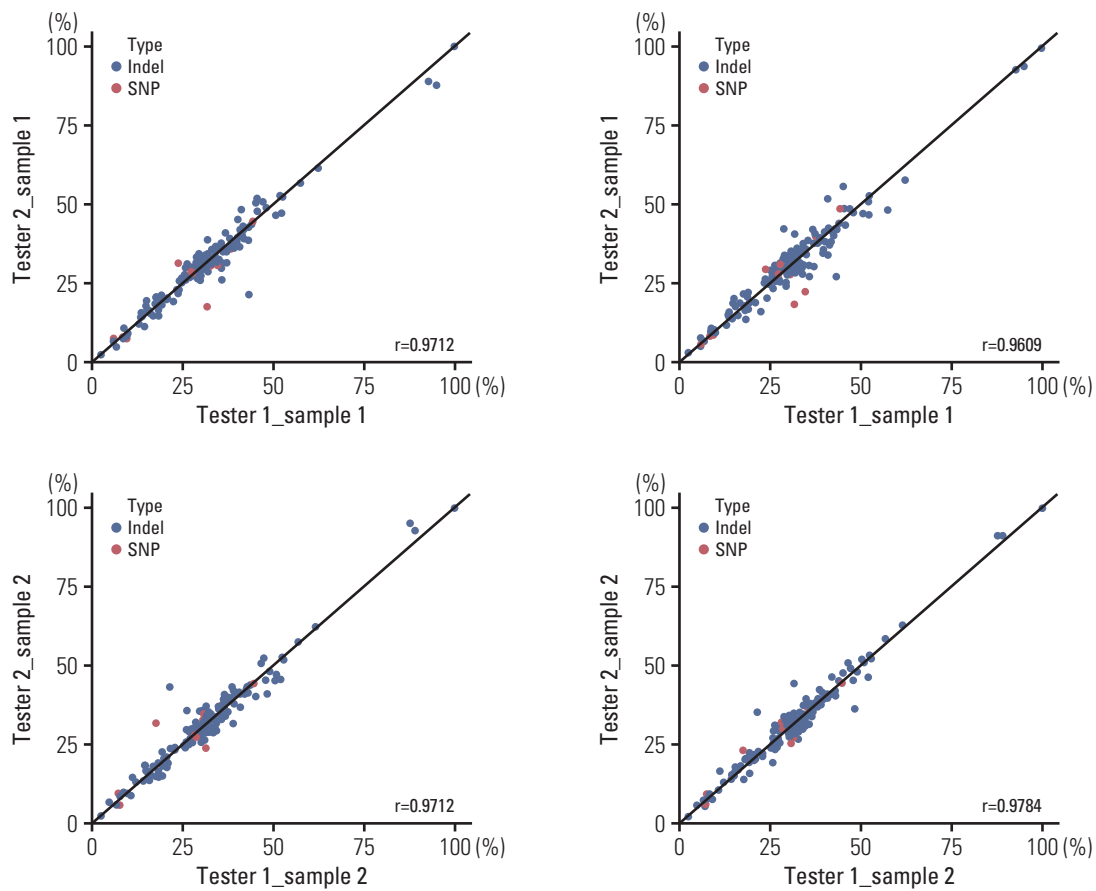 (%)
Type
Indel
SNP
100
75
50
25
0
Tester 2_sample 1
r=0.9712
0 25 50 75 100 (%)
Tester 1_sample 1
(%)
Type
Indel
SNP
100
75
50
25
0
Tester 2_sample 1
r=0.9609
0 25 50 75 100 (%)
Tester 1_sample 1
(%)
Type
Indel
SNP
100
75
50
25
0
Tester 2_sample 2
r=0.9712
0 25 50 75 100 (%)
Tester 1_sample 2
(%)
Type
Indel
SNP
100
75
50
25
0
Tester 2_sample 2
r=0.9784
0 25 50 75 100 (%)
Tester 1_sample 2